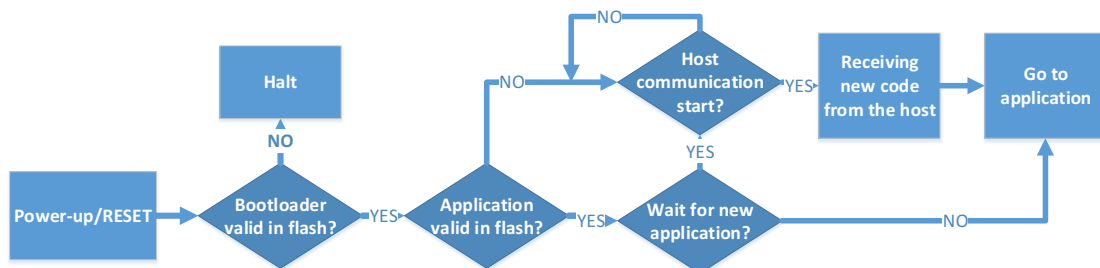 NO
Halt
NO
Host
communication
start?
YES
Receiving
new code
from the host
Go to
application
NO
YES
Power-up/RESET
Bootloader
valid in flash?
YES
Application
valid in flash?
YES
Wait for new
application?
NO